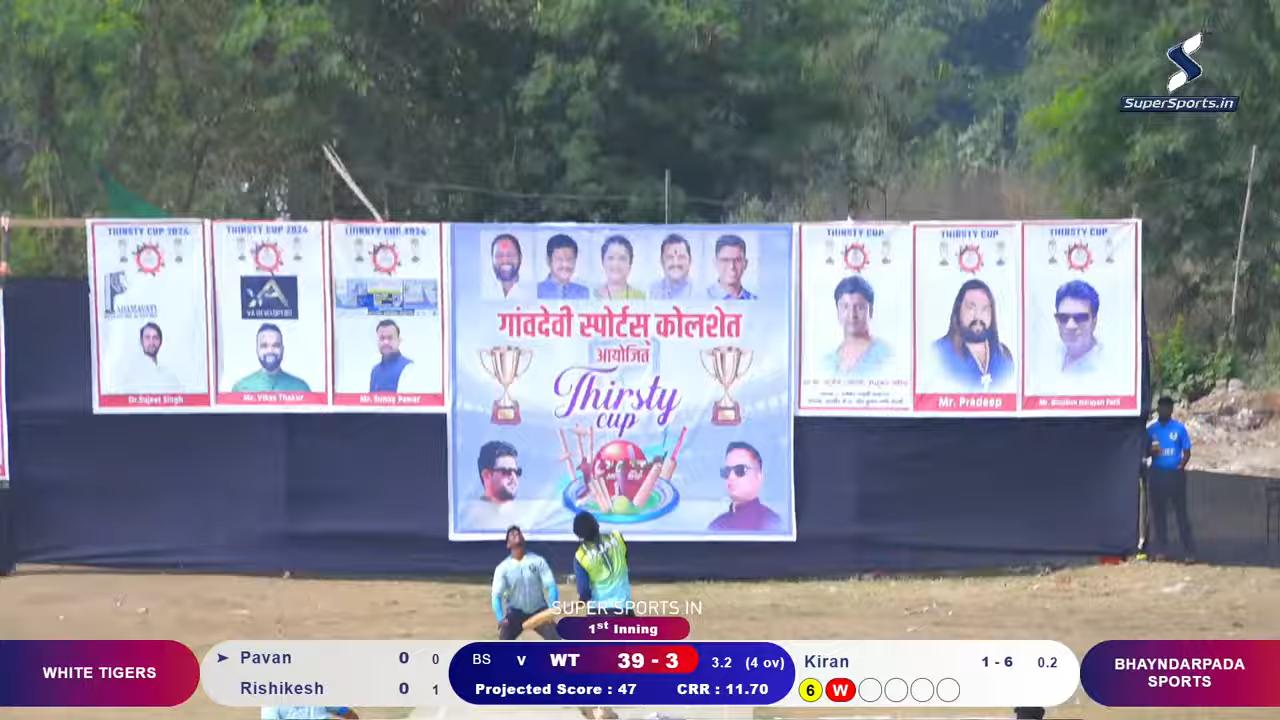 SuperSports.in
THIRSTY CUP 2024
THIRSTY CUP 2024
THIRSTY CUP 2024
THIRSTY CUP
THIRSTY CUP
THIRSTY CUP
गांवदेवी स्पोर्टस् कोलशेत
आयोजित
Thirsty
cup
Dr.Sujeet Singh
Mr. Vikas Thakur
Mr. Sunny Pawar
Mr. Pradeep
SUPER SPORTS.IN
1st Inning
WHITE TIGERS
Pavan 0 0
Rishikesh 0 1
BS v WT 39 - 3 3.2 (4 ov)
Projected Score : 47 CRR : 11.70
Kiran 1 - 6 0.2
6 W
BHAYNDARPADA
SPORTS